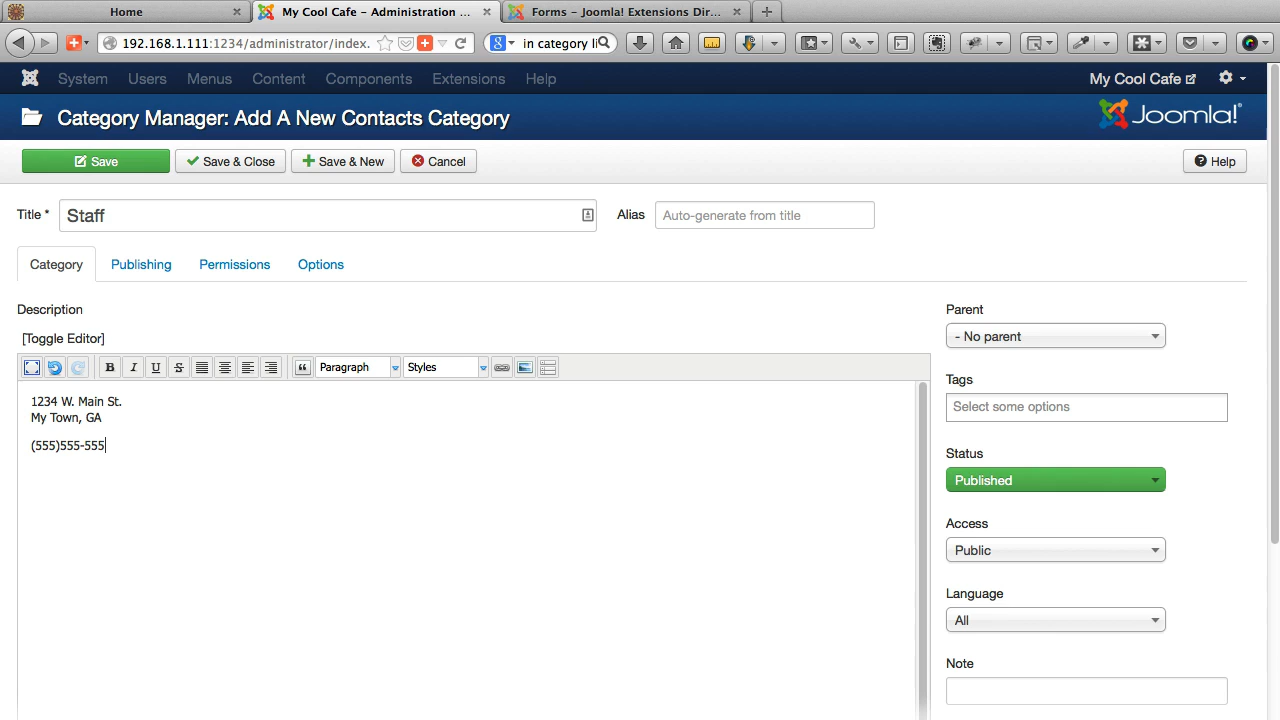 Home
My Cool Cafe – Administration ...
Forms – Joomla! Extensions Dir...
192.168.1.111:1234/administrator/index.
in category li
System Users Menus Content Components Extensions Help
My Cool Cafe
Category Manager: Add A New Contacts Category
Joomla!®
Save
Save & Close
Save & New
Cancel
Help
Title *
Staff
Alias
Auto-generate from title
Category
Publishing
Permissions
Options
Description
[Toggle Editor]
B I U S
Paragraph
Styles
1234 W. Main St.
My Town, GA
(555)555-555
Parent
- No parent
Tags
Select some options
Status
Published
Access
Public
Language
All
Note